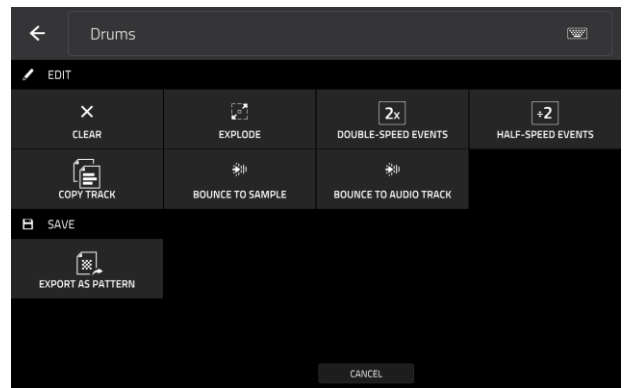 Drums
EDIT
CLEAR
EXPLODE
2x
DOUBLE-SPEED EVENTS
÷2
HALF-SPEED EVENTS
COPY TRACK
BOUNCE TO SAMPLE
BOUNCE TO AUDIO TRACK
SAVE
EXPORT AS PATTERN
CANCEL